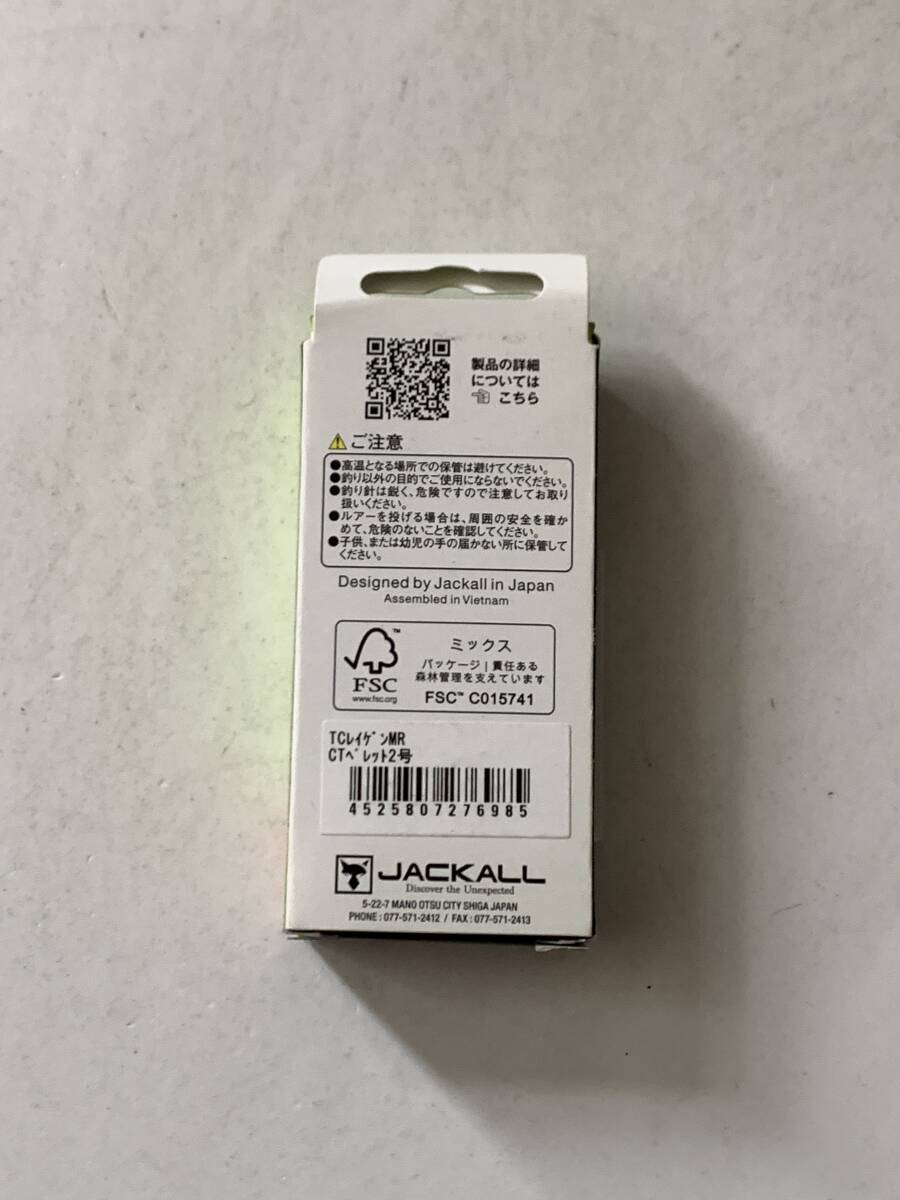 製品の詳細
については
こちら
ご注意
●高温となる場所での保管は避けてください。
●釣り以外の目的でご使用にならないでください。
●釣り針は鋭く、危険ですので注意してお取り
扱いください。
●ルアーを投げる場合は、周囲の安全を確か
めて、危険のないことを確認してください。
●子供、または幼児の手の届かない所に保管して
ください。
Designed by Jackall in Japan
Assembled in Vietnam
ミックス
パッケージ | 責任ある
森林管理を支えています
FSC™ C015741
FSC
www.fsc.org
TCﾚｲｹﾞﾝMR
CTﾍﾟﾚｯﾄ2号
4525807276985
JACKALL
Discover the Unexpected
5-22-7 MANO OTSU CITY SHIGA JAPAN
PHONE : 077-571-2412 / FAX : 077-571-2413